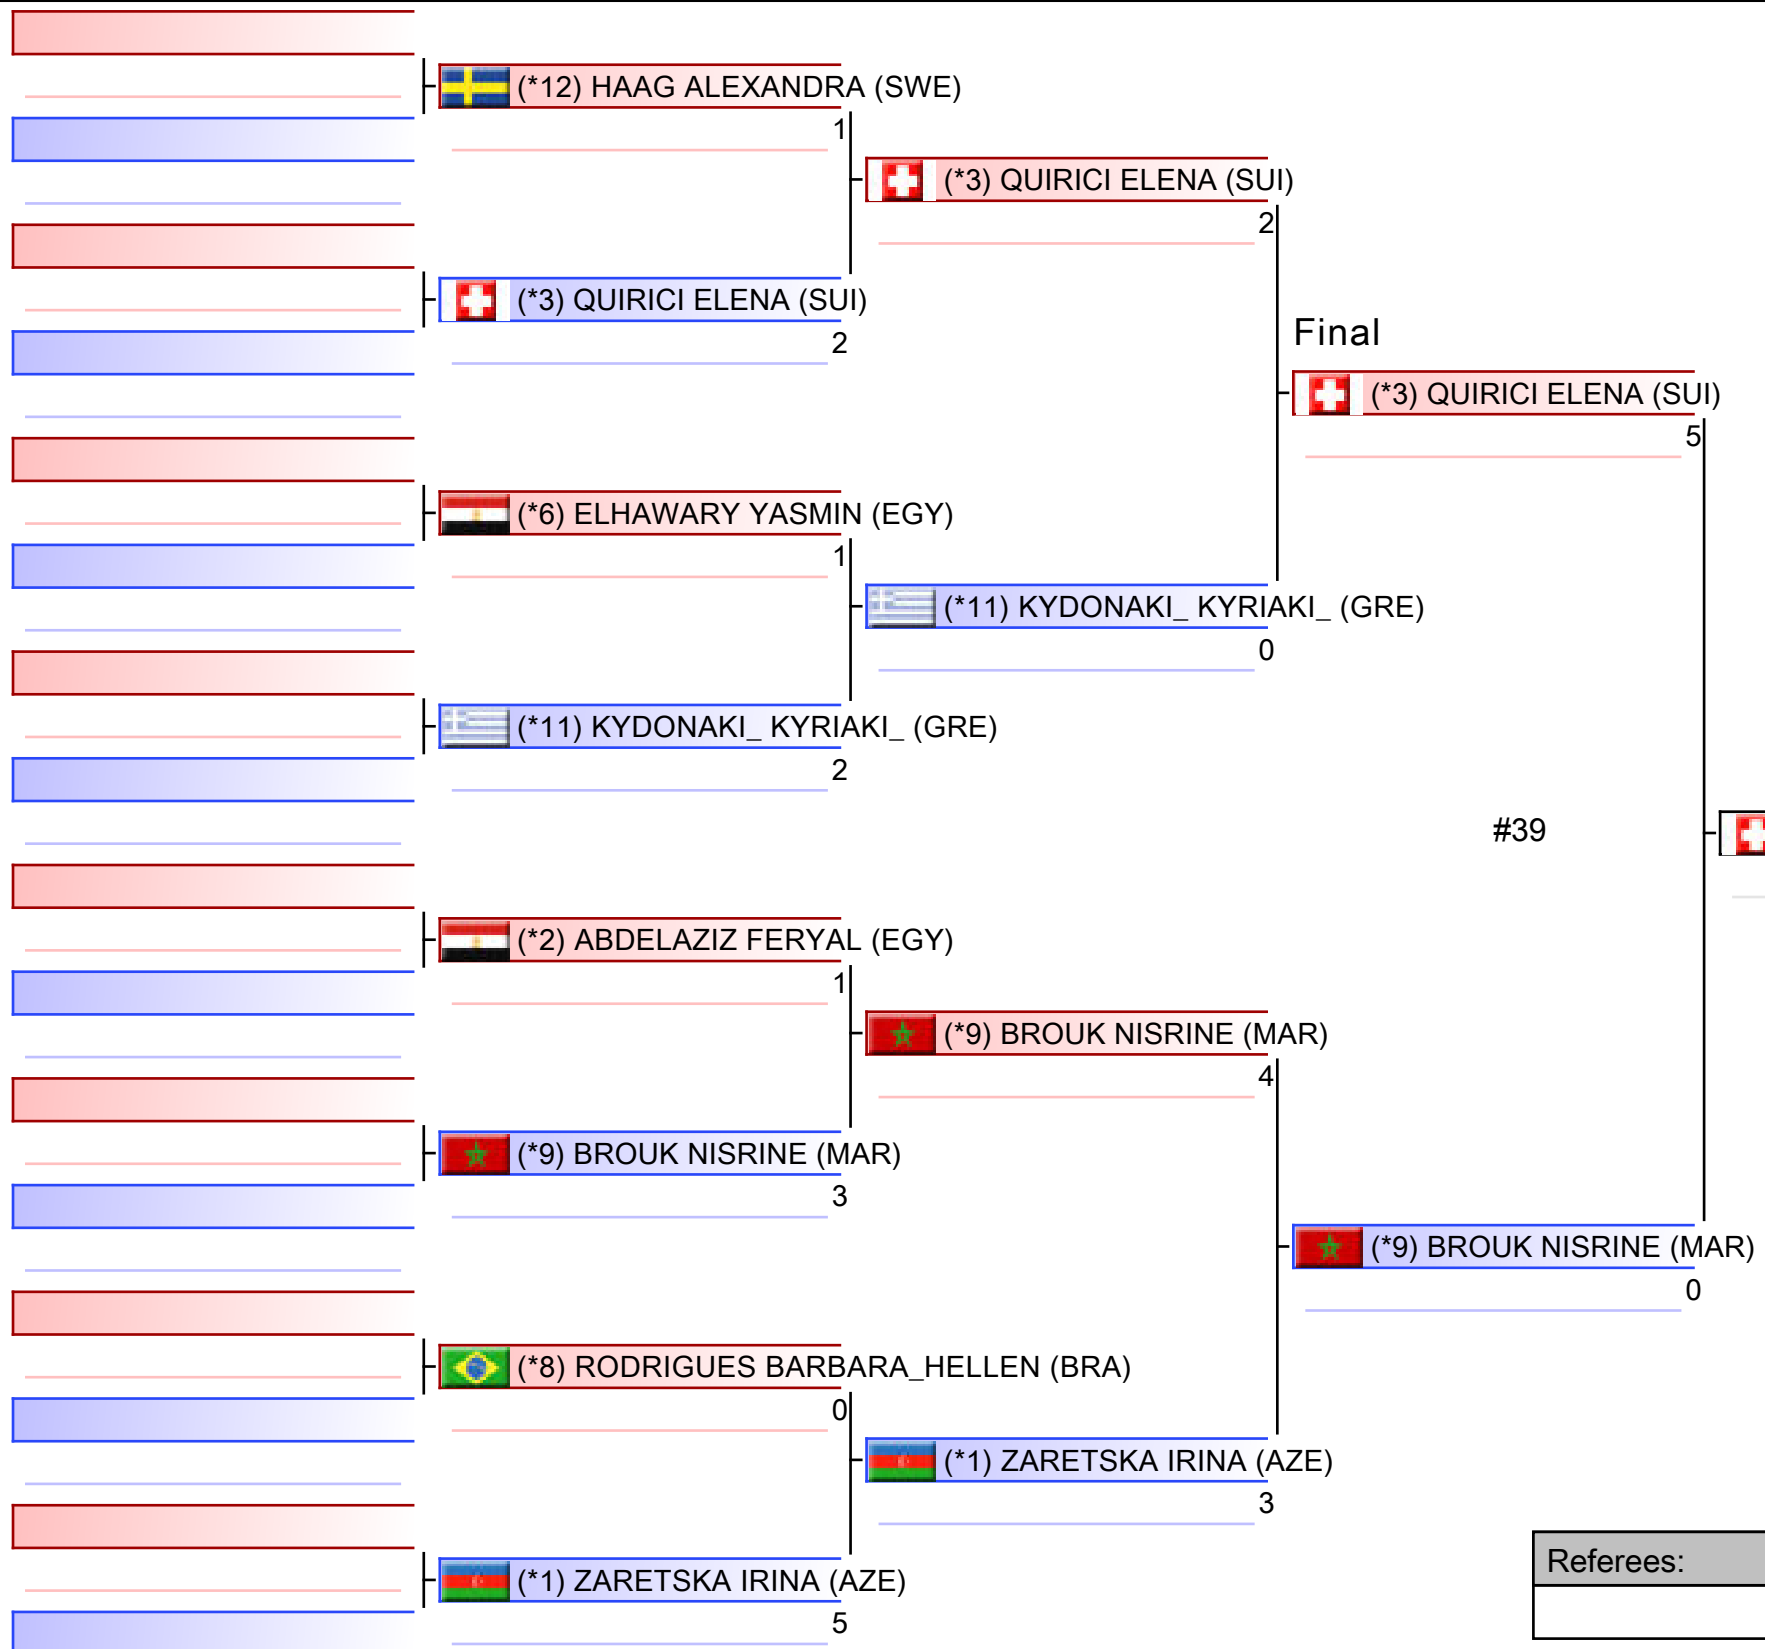 (*12) HAAG ALEXANDRA (SWE)
1
(*3) QUIRICI ELENA (SUI)
2
(*3) QUIRICI ELENA (SUI)
2
Final
(*3) QUIRICI ELENA (SUI)
5
(*6) ELHAWARY YASMIN (EGY)
1
(*11) KYDONAKI_ KYRIAKI_ (GRE)
0
(*11) KYDONAKI_ KYRIAKI_ (GRE)
2
#39
(*2) ABDELAZIZ FERYAL (EGY)
1
(*9) BROUK NISRINE (MAR)
4
(*9) BROUK NISRINE (MAR)
3
(*9) BROUK NISRINE (MAR)
0
(*8) RODRIGUES BARBARA_HELLEN (BRA)
0
(*1) ZARETSKA IRINA (AZE)
3
(*1) ZARETSKA IRINA (AZE)
5
Referees: